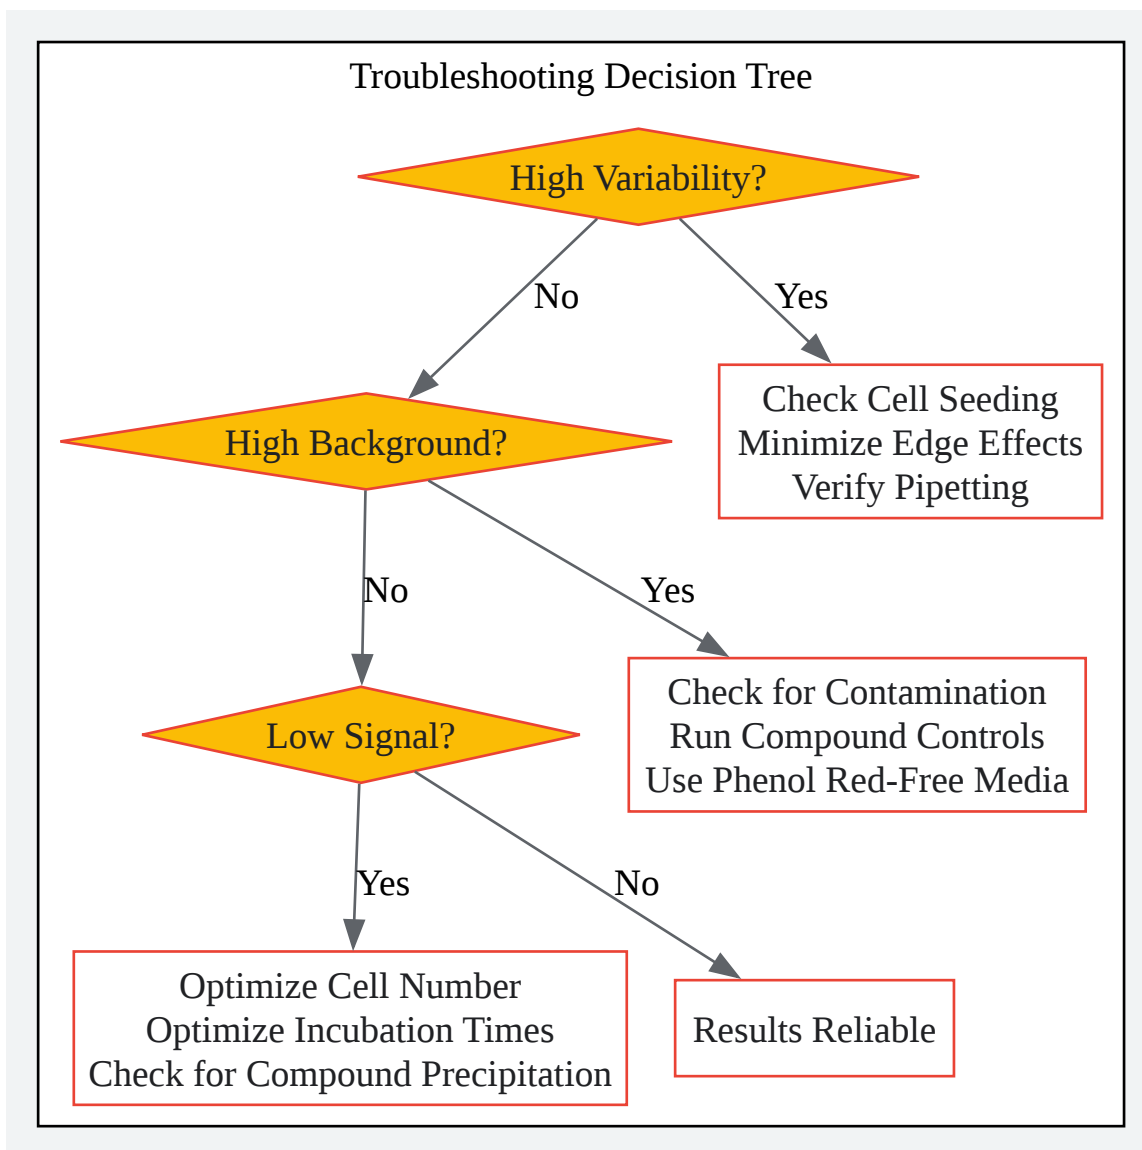 Troubleshooting Decision Tree
High Variability?
No
Yes
Check Cell Seeding
Minimize Edge Effects
Verify Pipetting
High Background?
No
Yes
Check for Contamination
Run Compound Controls
Use Phenol Red-Free Media
Low Signal?
Yes
No
Optimize Cell Number
Optimize Incubation Times
Check for Compound Precipitation
Results Reliable